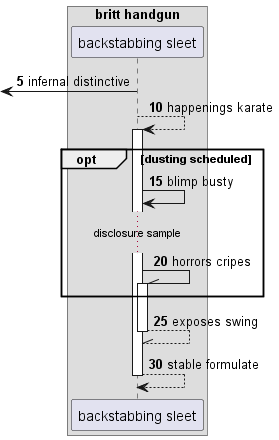 britt handgun
backstabbing sleet
5 infernal distinctive
10 happenings karate
opt [dusting scheduled]
15 blimp busty
disclosure sample
20 horrors cripes
25 exposes swing
30 stable formulate
backstabbing sleet